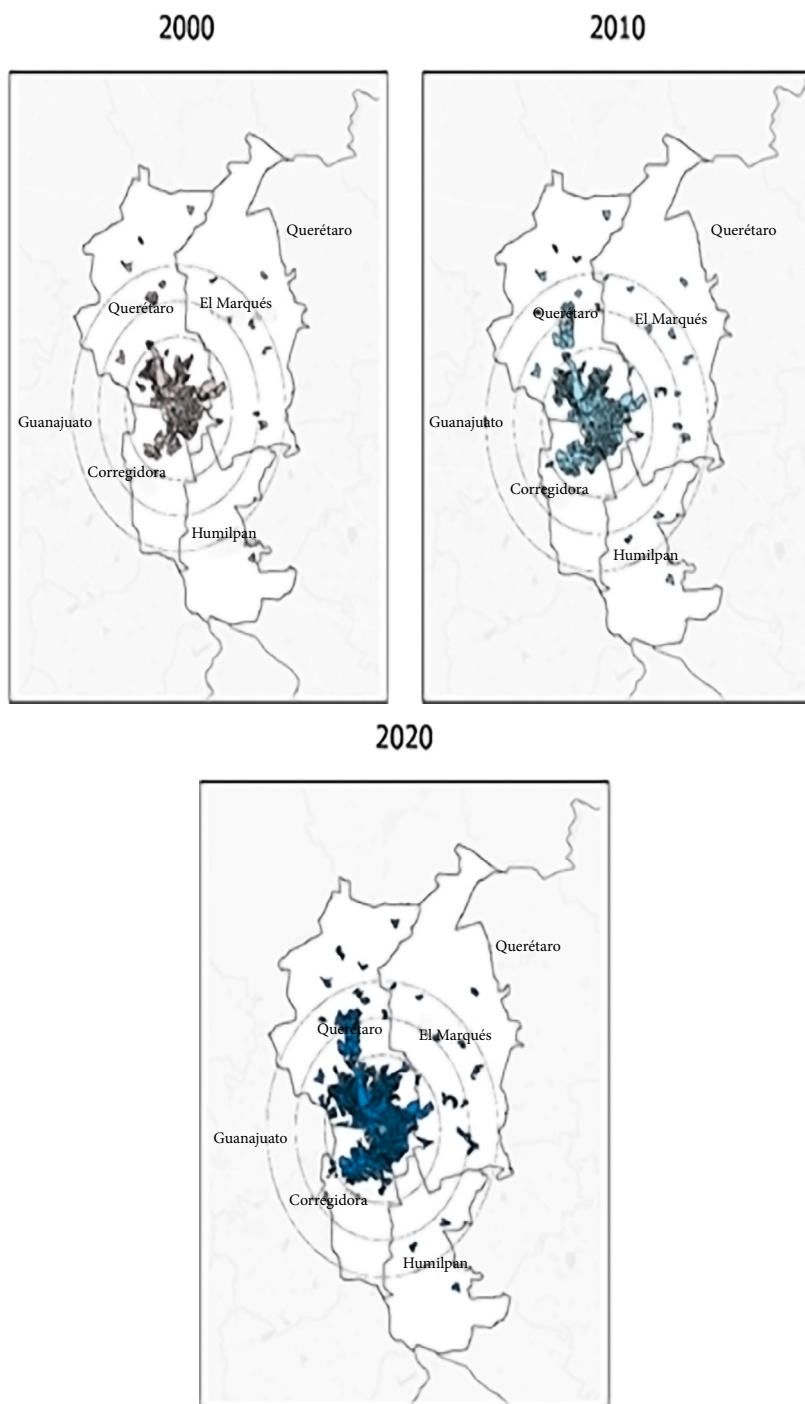 2000
2010
Querétaro
Querétaro
El Marqués
Guanajuato
Corregidora
Humilpan
Querétaro
Querétaro
El Marqués
Guanajuato
Corregidora
Humilpan
2020
Querétaro
Querétaro
El Marqués
Guanajuato
Corregidora
Humilpan